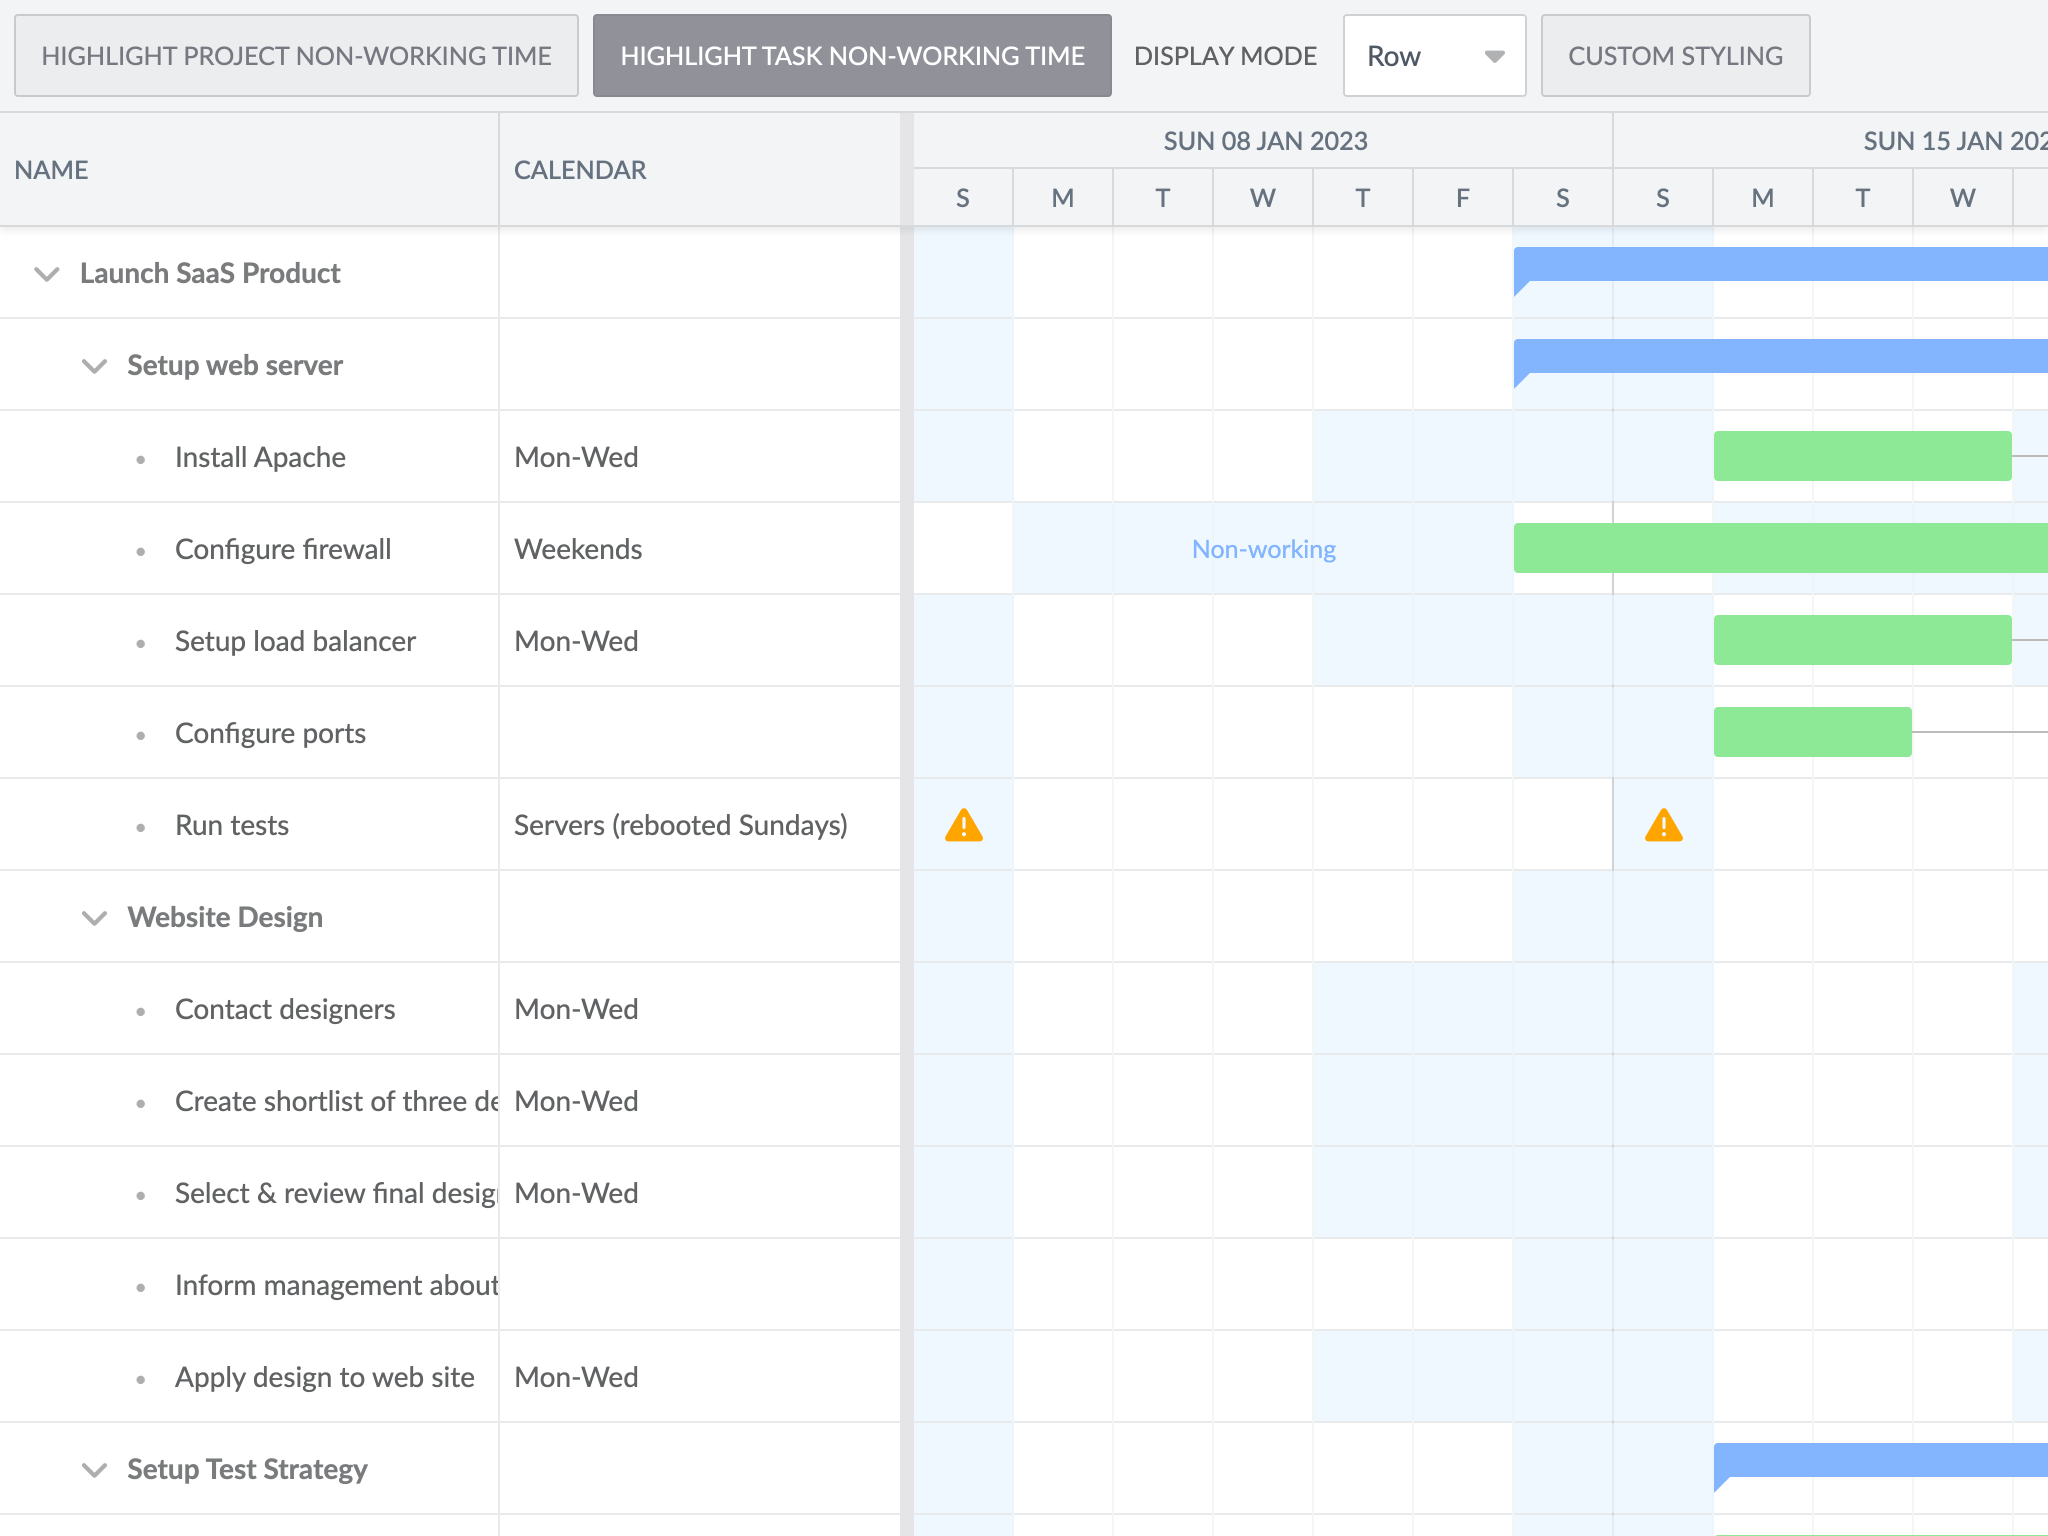 HIGHLIGHT PROJECT NON-WORKING TIME HIGHLIGHT TASK NON-WORKING TIME DISPLAY MODE Row CUSTOM STYLING
NAME CALENDAR
SUN 08 JAN 2023 SUN 15 JAN 202
S M T W T F S S M T W
Launch SaaS Product
Setup web server
Install Apache Mon-Wed
Configure firewall Weekends Non-working
Setup load balancer Mon-Wed
Configure ports
Run tests Servers (rebooted Sundays)
Website Design
Contact designers Mon-Wed
Create shortlist of three de Mon-Wed
Select & review final desig Mon-Wed
Inform management about
Apply design to web site Mon-Wed
Setup Test Strategy